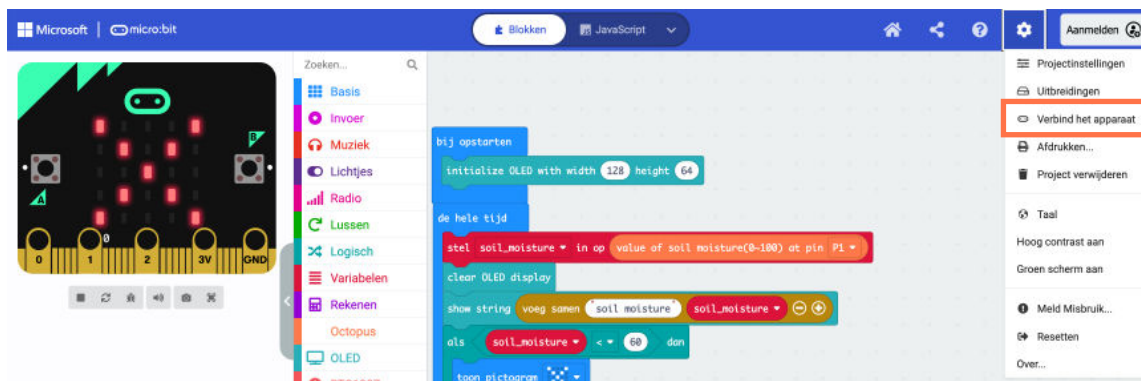 Microsoft | micro:bit
Blokken
JavaScript
Aanmelden
B
A
0
0 1 2 3V GND
Zoeken...
Basis
Invoer
Muziek
Lichtjes
Radio
Lussen
Logisch
Variabelen
Rekenen
Octopus
OLED
bij opstarten
initialize OLED with width 128 height 64
de hele tijd
stel soil_moisture in op value of soil moisture(0~100) at pin P1
clear OLED display
show string voeg samen "soil moisture" soil_moisture
als soil_moisture < 60 dan
toon pictogram
Projectinstellingen
Uitbreidingen
Verbind het apparaat
Afdrukken...
Project verwijderen
Taal
Hoog contrast aan
Groen scherm aan
Meld Misbruik...
Resetten
Over...